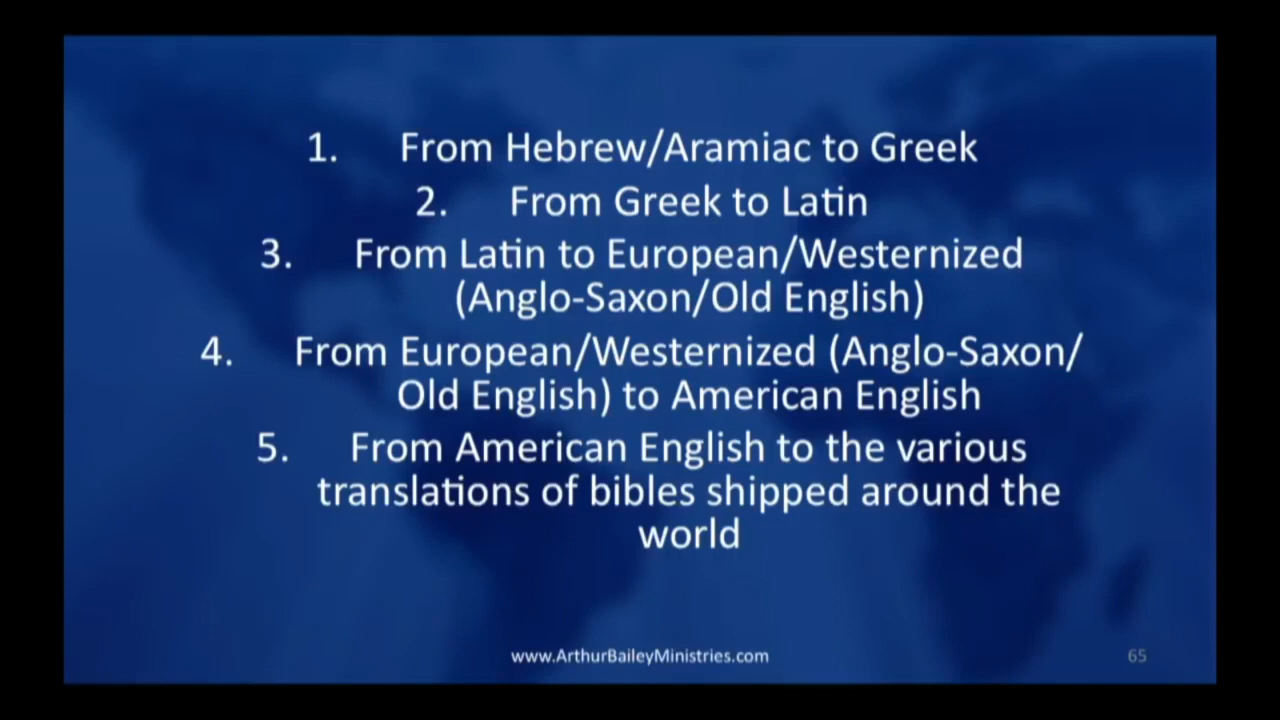 1. From Hebrew/Aramiac to Greek
2. From Greek to Latin
3. From Latin to European/Westernized
(Anglo-Saxon/Old English)
4. From European/Westernized (Anglo-Saxon/
Old English) to American English
5. From American English to the various
translations of bibles shipped around the
world
www.ArthurBaileyMinistries.com
65